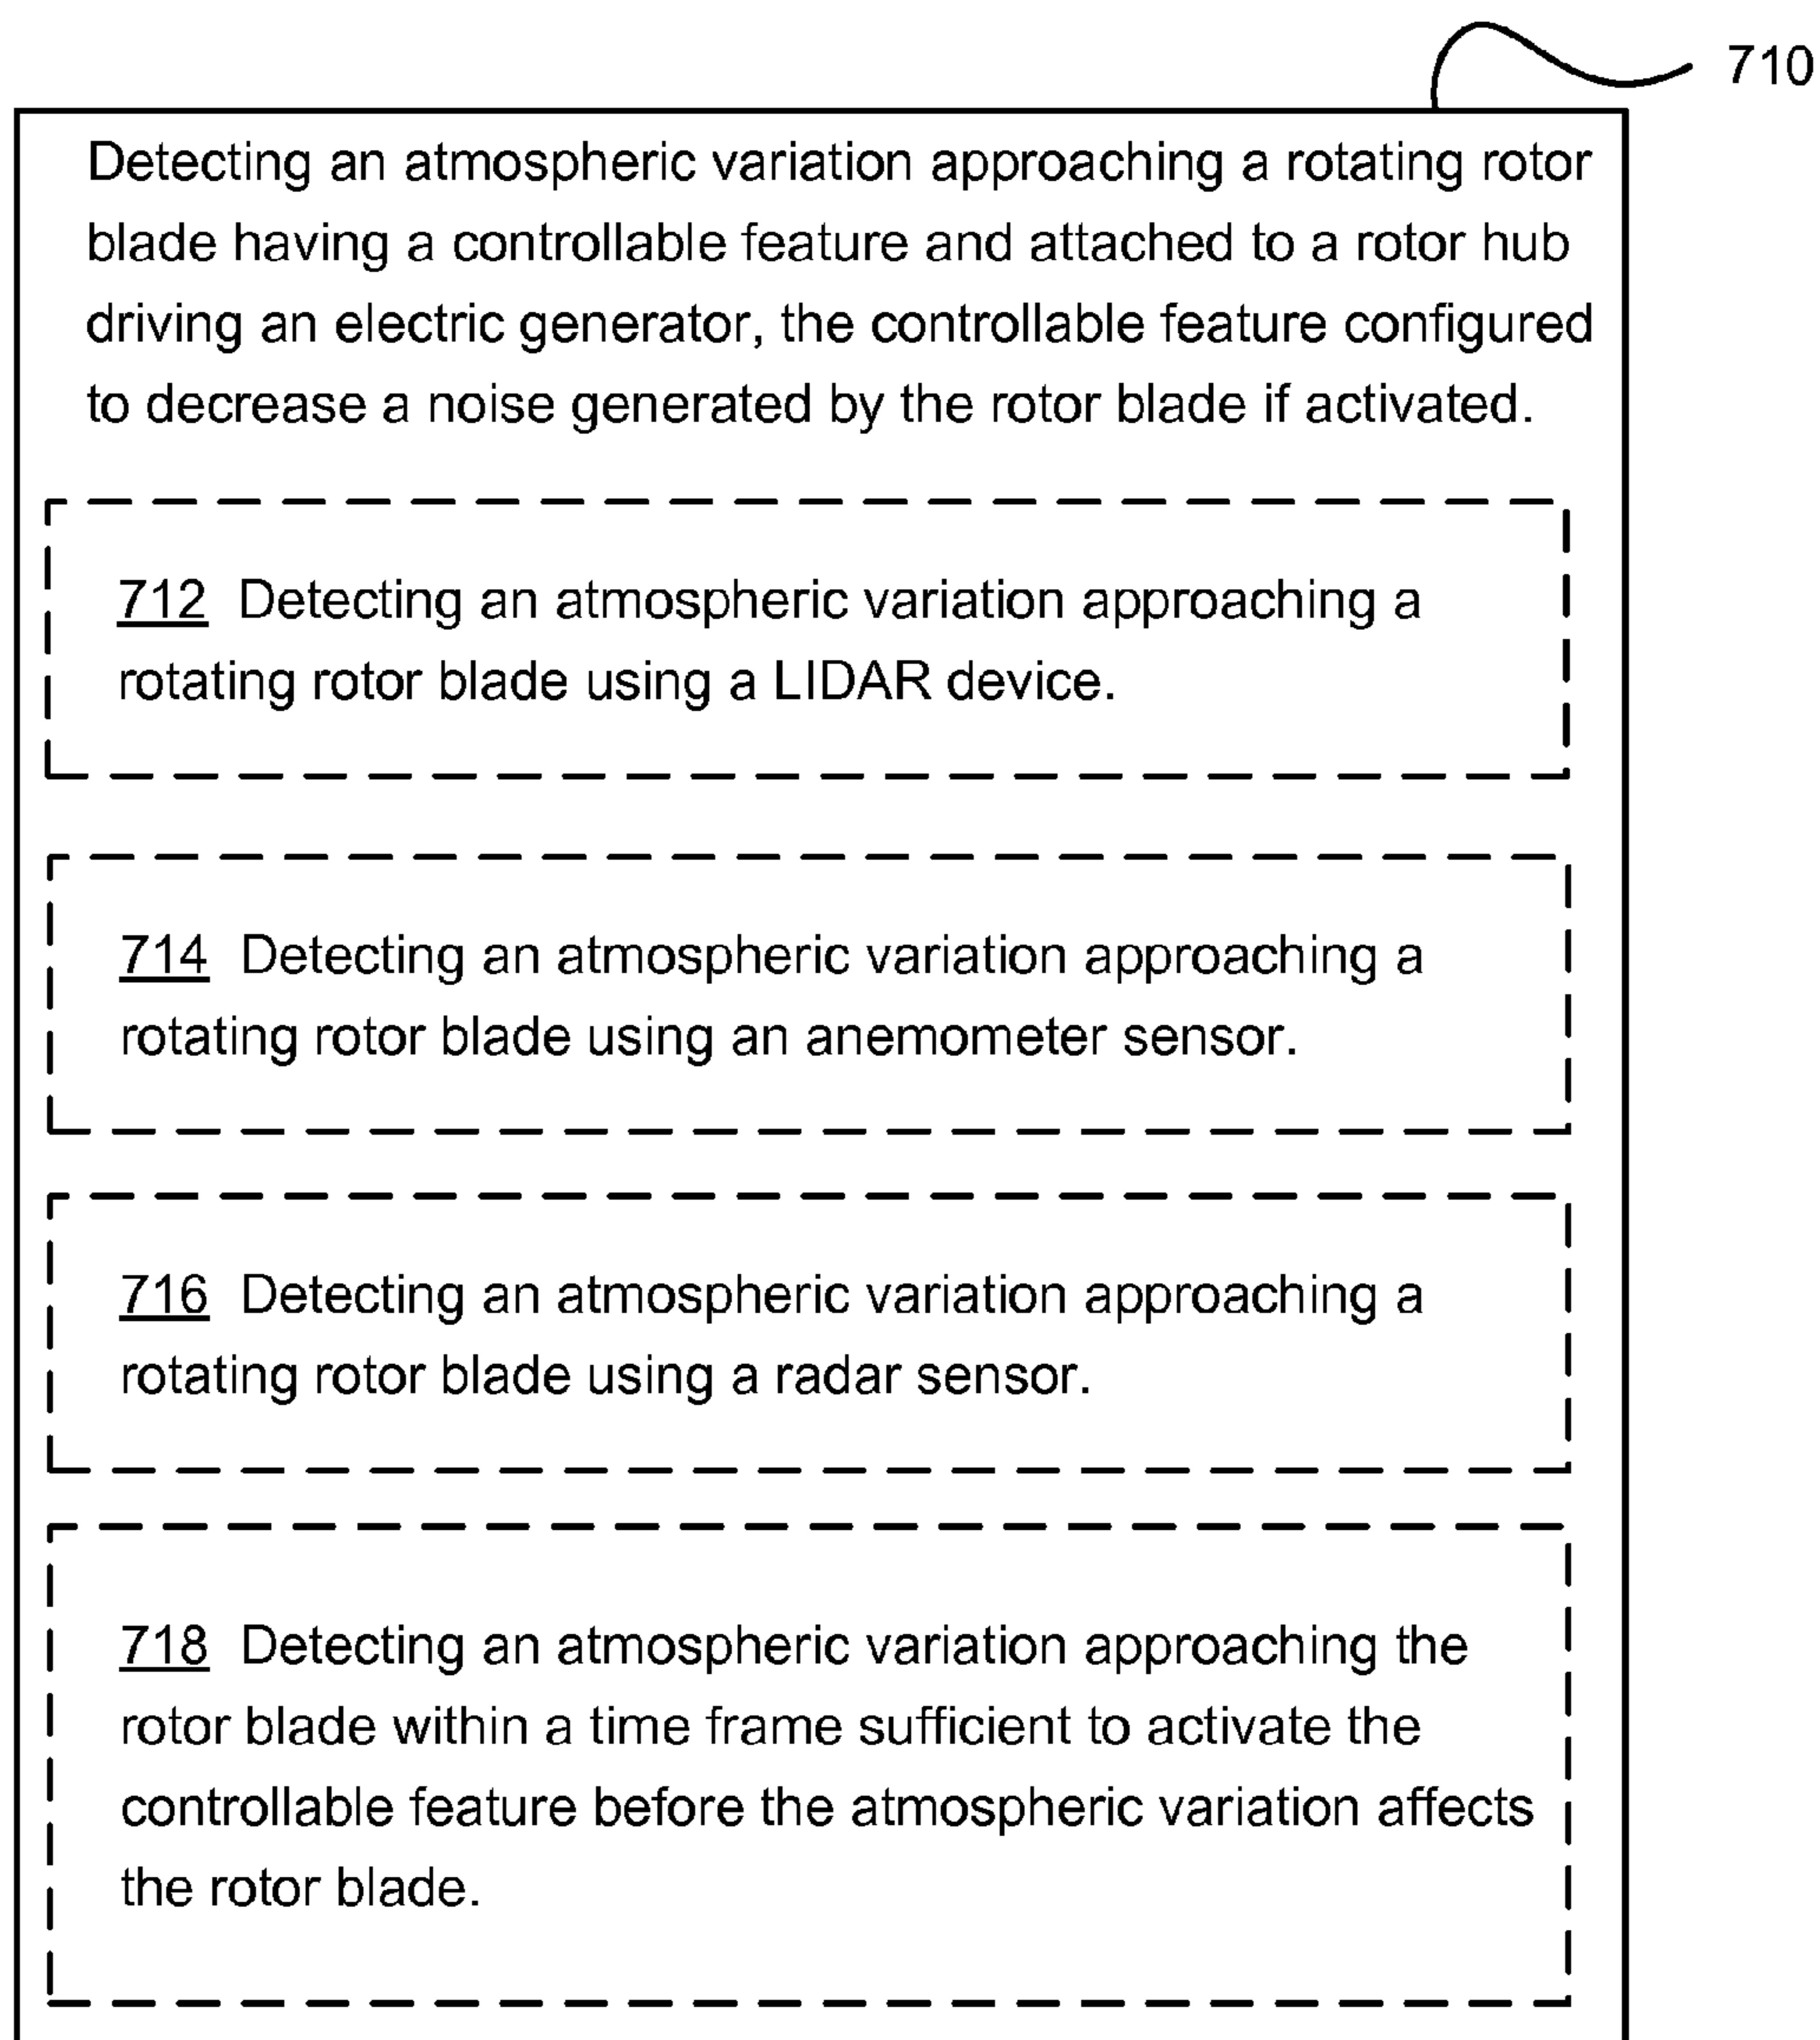 710
Detecting an atmospheric variation approaching a rotating rotor
blade having a controllable feature and attached to a rotor hub
driving an electric generator, the controllable feature configured
to decrease a noise generated by the rotor blade if activated.
712 Detecting an atmospheric variation approaching a
rotating rotor blade using a LIDAR device.
714 Detecting an atmospheric variation approaching a
rotating rotor blade using an anemometer sensor.
716 Detecting an atmospheric variation approaching a
rotating rotor blade using a radar sensor.
718 Detecting an atmospheric variation approaching the
rotor blade within a time frame sufficient to activate the
controllable feature before the atmospheric variation affects
the rotor blade.